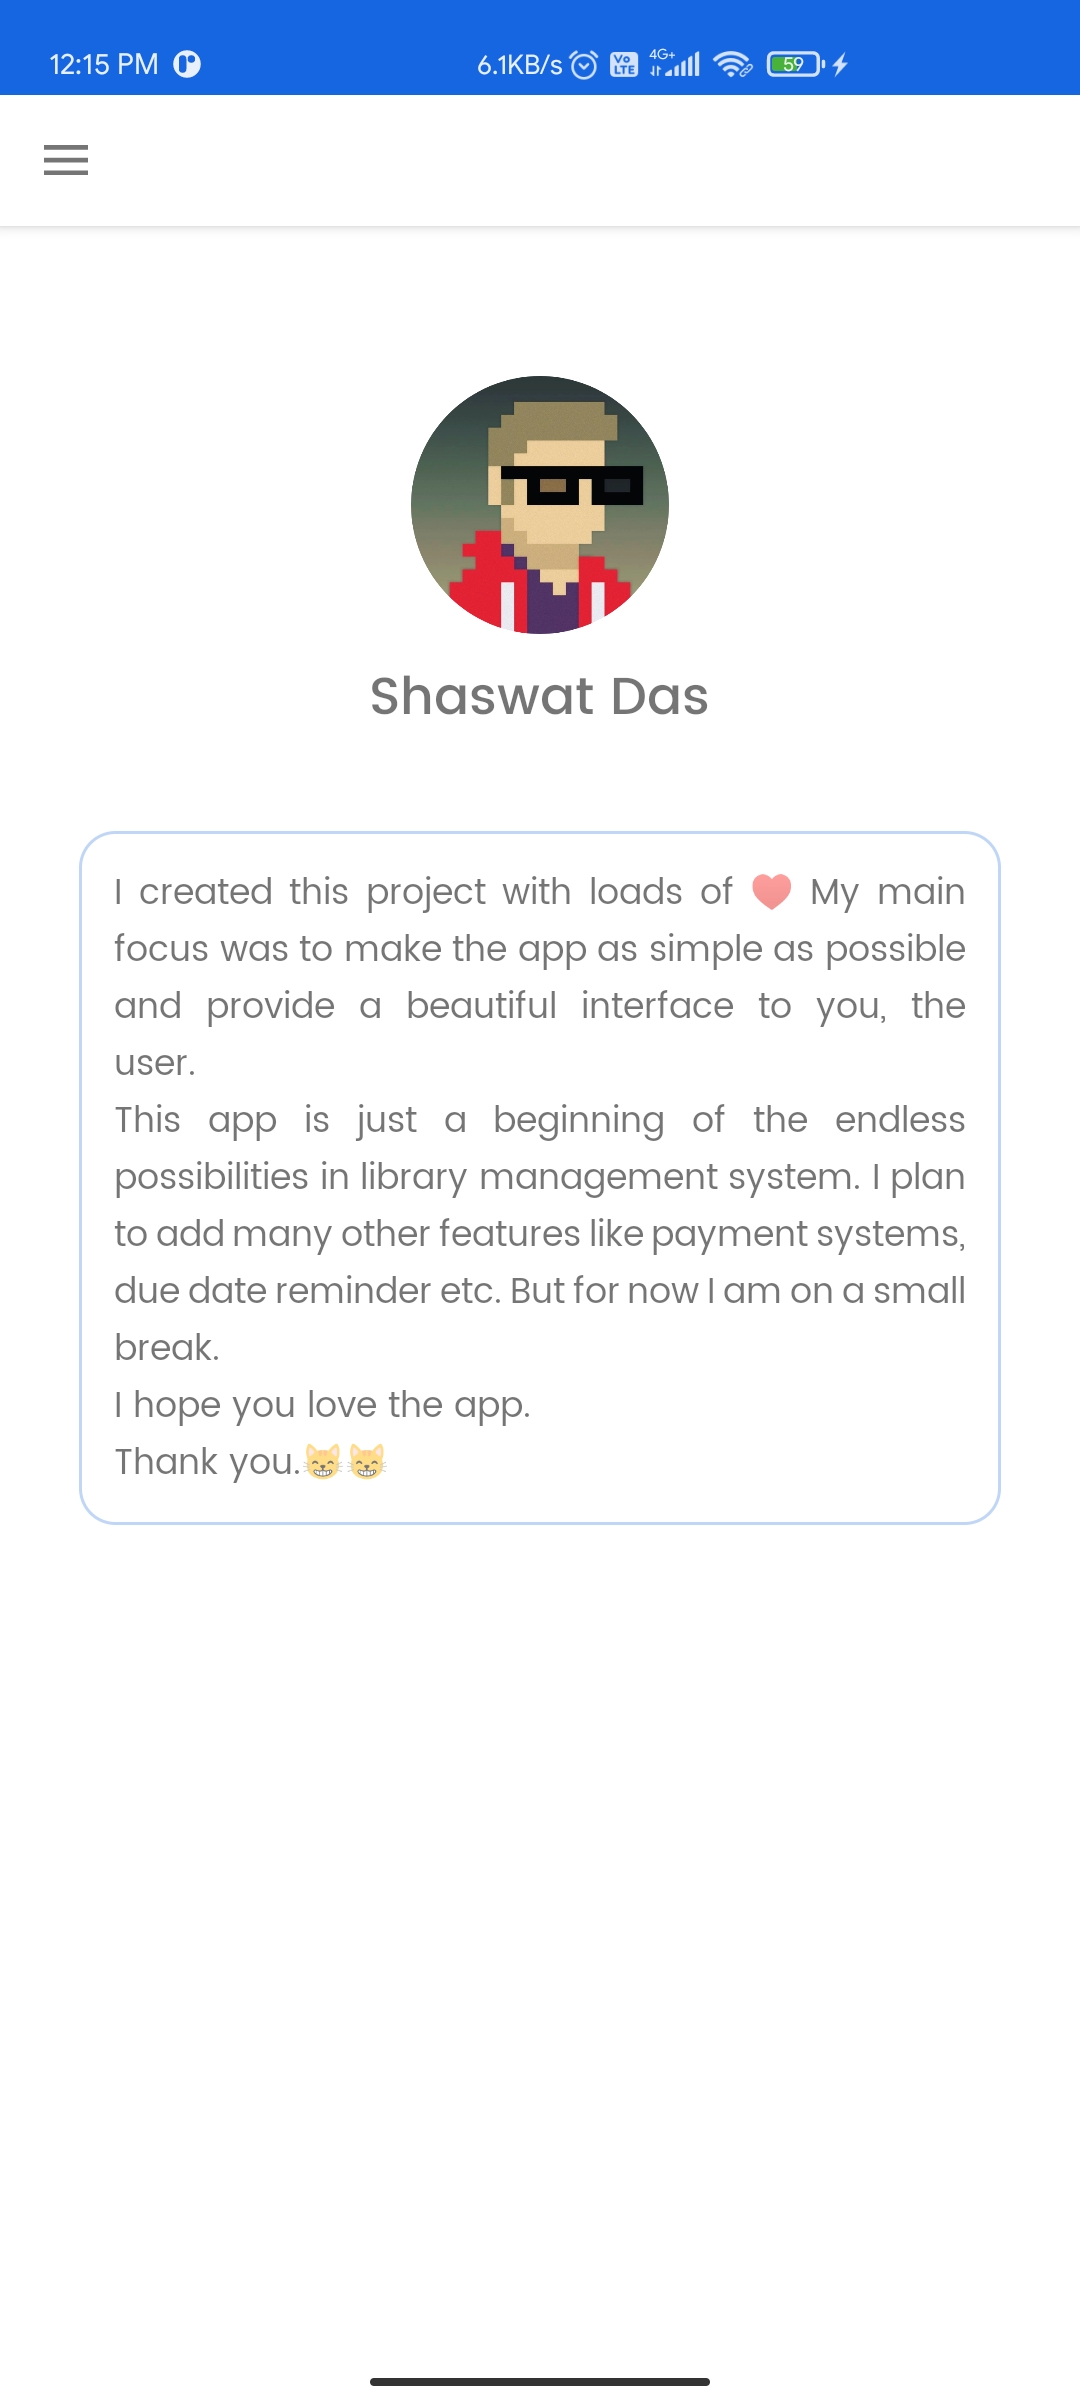 12:15 PM 6.1KB/s Vo LTE 4G+ 59
Shaswat Das
I created this project with loads of ❤️ My main
focus was to make the app as simple as possible
and provide a beautiful interface to you, the
user.
This app is just a beginning of the endless
possibilities in library management system. I plan
to add many other features like payment systems,
due date reminder etc. But for now I am on a small
break.
I hope you love the app.
Thank you.😸😸